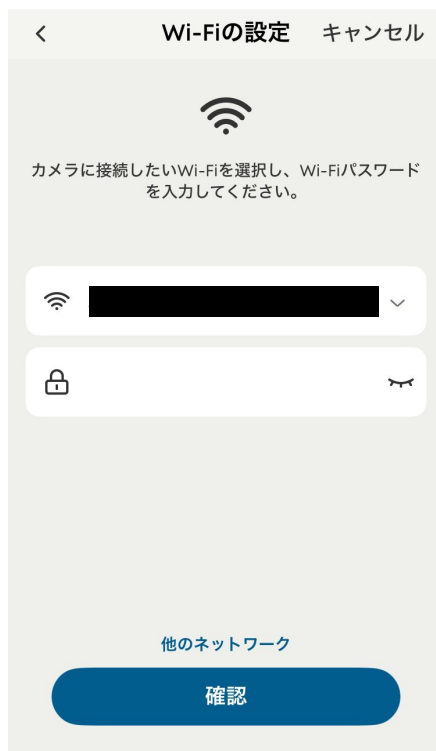 Wi-Fiの設定
キャンセル
カメラに接続したいWi-Fiを選択し、Wi-Fiパスワード
を入力してください。
他のネットワーク
確認